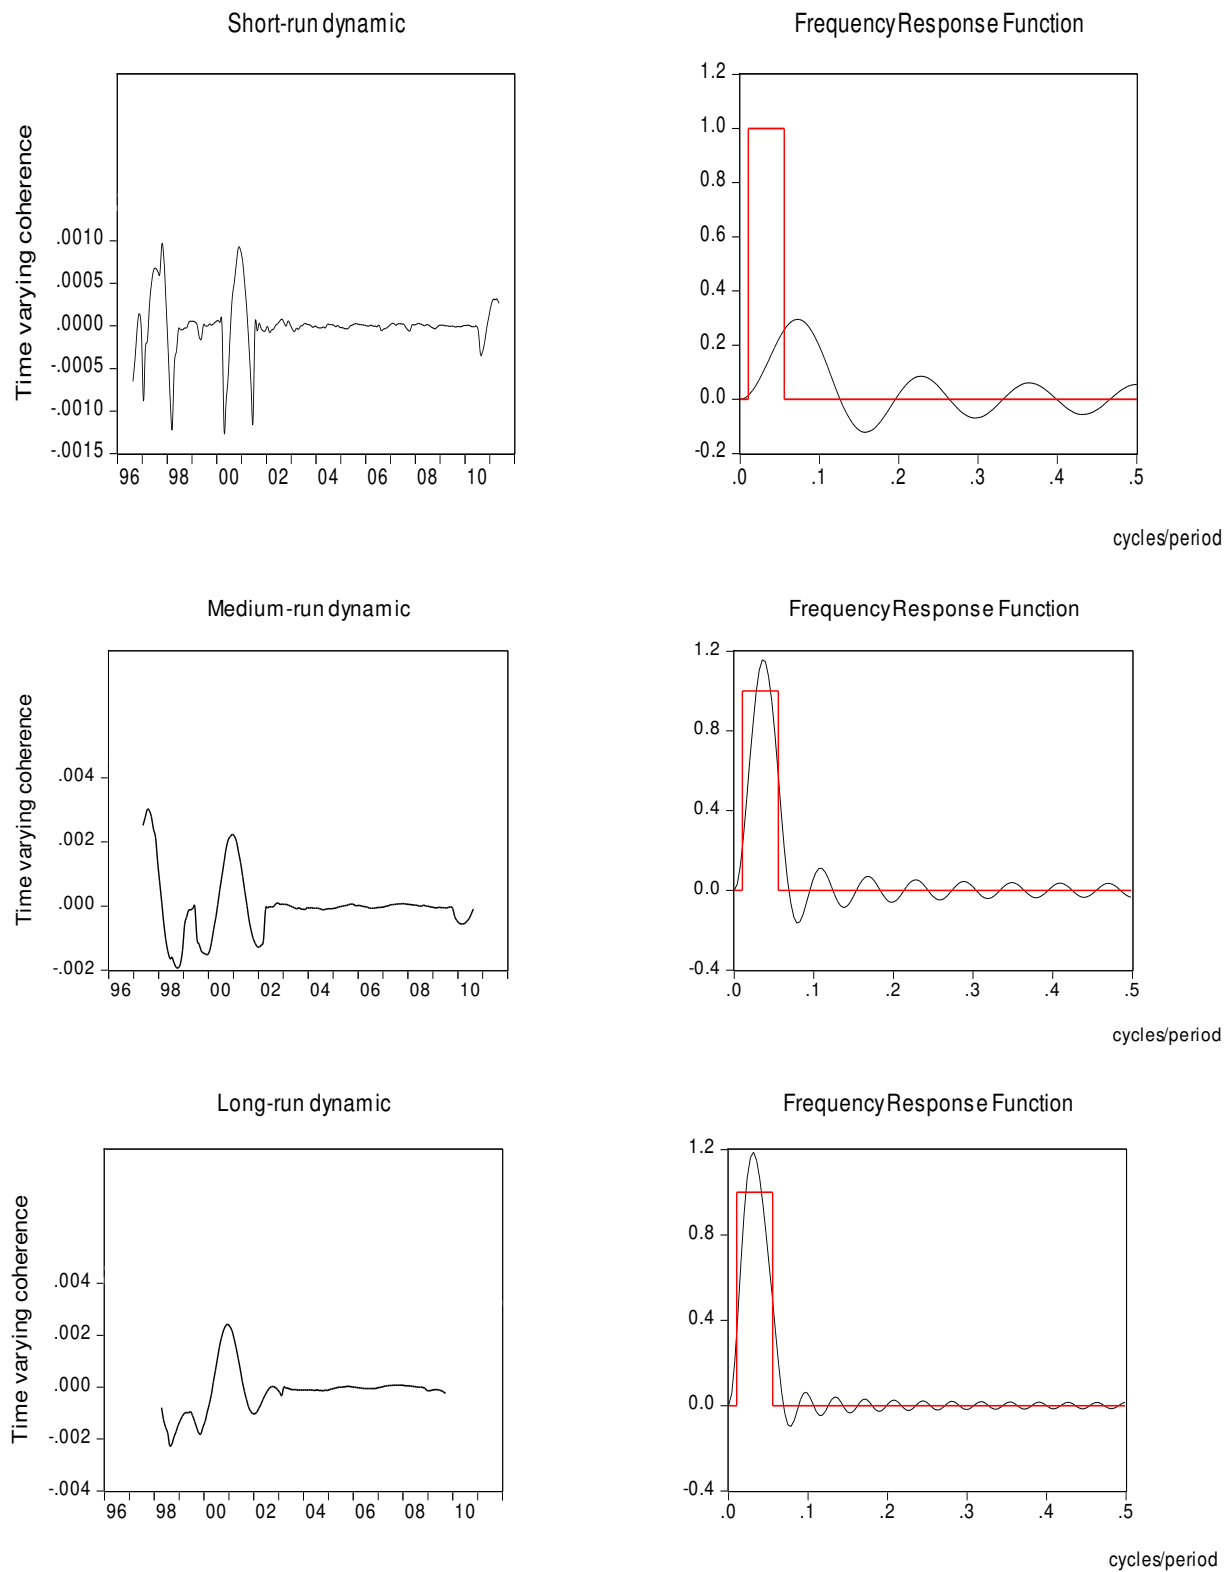 Short-run dynamic
Frequency Response Function
Time varying coherence
.0010
.0005
.0000
-.0005
-.0010
-.0015
96 98 00 02 04 06 08 10
1.2
1.0
0.8
0.6
0.4
0.2
0.0
-0.2
.0 .1 .2 .3 .4 .5
cycles/period
Medium-run dynamic
Frequency Response Function
Time varying coherence
.004
.002
.000
-.002
96 98 00 02 04 06 08 10
1.2
0.8
0.4
0.0
-0.4
.0 .1 .2 .3 .4 .5
cycles/period
Long-run dynamic
Frequency Response Function
Time varying coherence
.004
.002
.000
-.002
-.004
96 98 00 02 04 06 08 10
1.2
0.8
0.4
0.0
-0.4
.0 .1 .2 .3 .4 .5
cycles/period